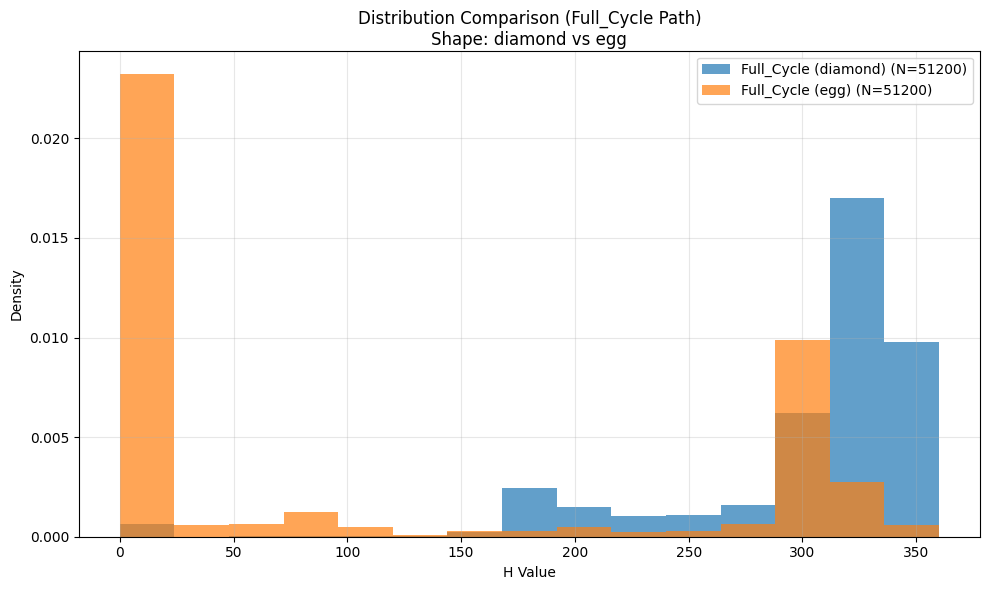 Distribution Comparison (Full_Cycle Path)
Shape: diamond vs egg
Full_Cycle (diamond) (N=51200)
Full_Cycle (egg) (N=51200)
Density
0.020
0.015
0.010
0.005
0.000
0 50 100 150 200 250 300 350
H Value